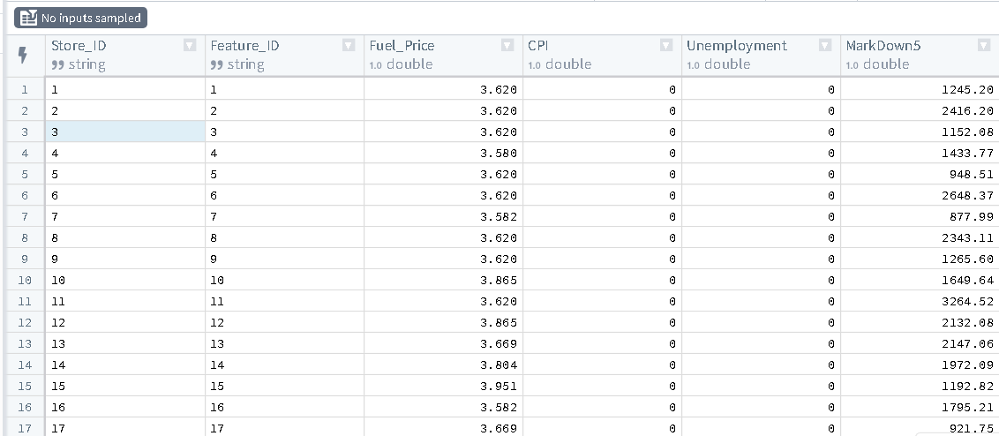 No inputs sampled
Store_ID Feature_ID Fuel_Price CPI Unemployment MarkDown5
string string 1.0 double 1.0 double 1.0 double 1.0 double
1 1 1 3.620 0 0 1245.20
2 2 2 3.620 0 0 2416.20
3 3 3 3.620 0 0 1152.08
4 4 4 3.580 0 0 1433.77
5 5 5 3.620 0 0 948.51
6 6 6 3.620 0 0 2648.37
7 7 7 3.582 0 0 877.99
8 8 8 3.620 0 0 2343.11
9 9 9 3.620 0 0 1265.60
10 10 10 3.865 0 0 1649.64
11 11 11 3.620 0 0 3264.52
12 12 12 3.865 0 0 2132.08
13 13 13 3.669 0 0 2147.06
14 14 14 3.804 0 0 1972.09
15 15 15 3.951 0 0 1192.82
16 16 16 3.582 0 0 1795.21
17 17 17 3.669 0 0 921.75